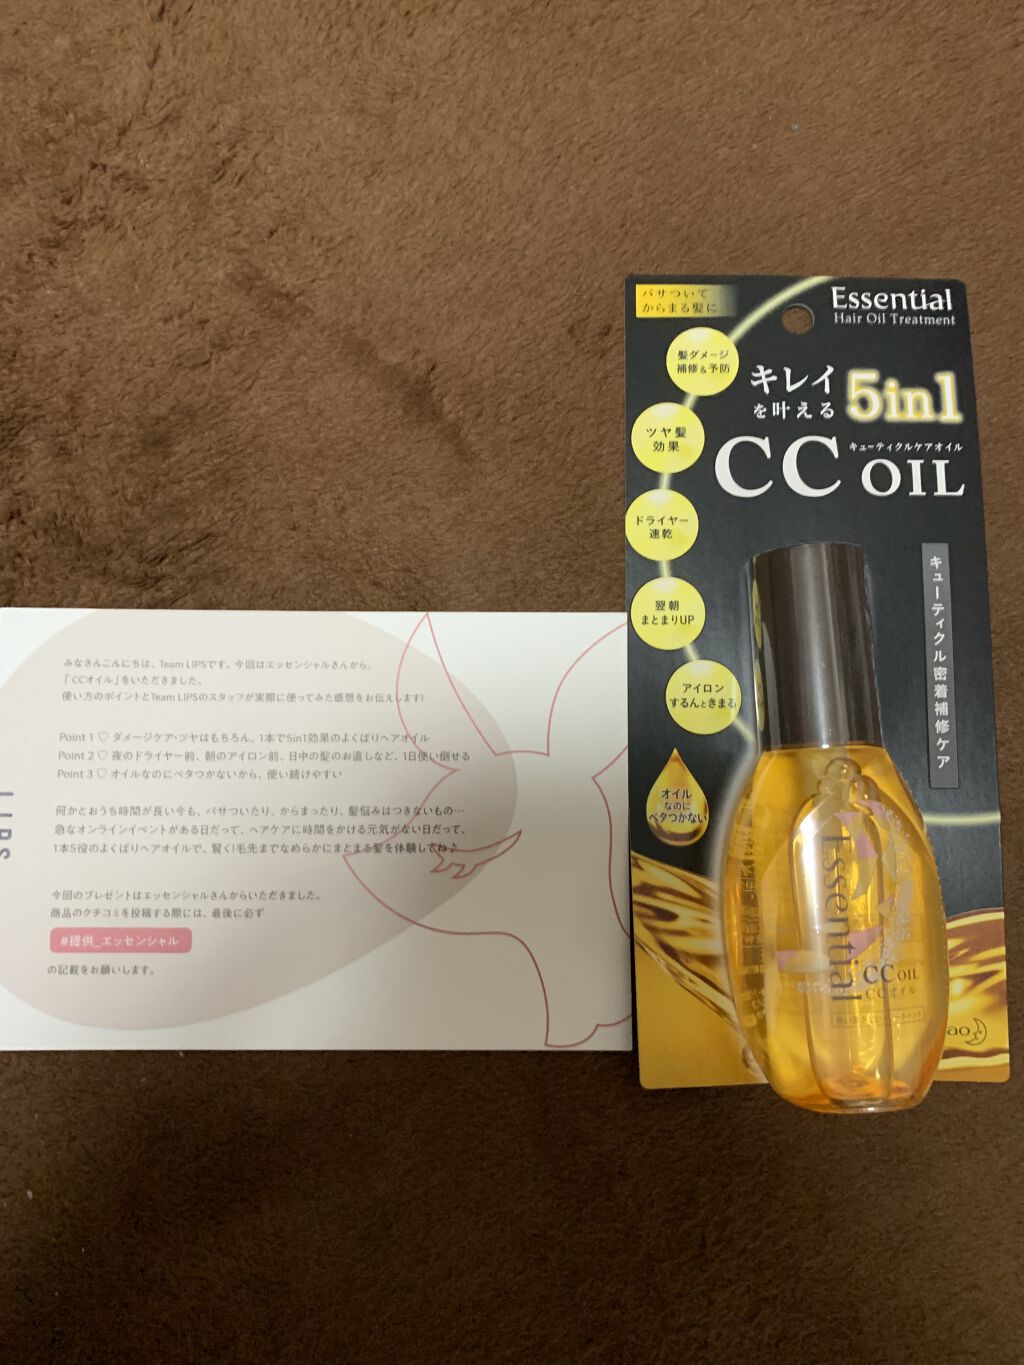 みなさんこんにちは、Team LIPSです。今回はエッセンシャルさんから、
「CCオイル」をいただきました。
使い方のポイントとTeam LIPSのスタッフが実際に使ってみた感想をお伝えします!
Point 1 ♡ ダメージケア・ツヤはもちろん、1本で5in1効果のよくばりヘアオイル
Point 2 ♡ 夜のドライヤー前、朝のアイロン前、日中の髪のお直しなど、1日使い倒せる
Point 3 ♡ オイルなのにベタつかないから、使い続けやすい
何かとおうち時間が長い今も、パサついたり、からまったり、髪悩みはつきないもの…
急なオンラインイベントがある日だって、ヘアケアに時間をかける元気がない日だって、
1本5役のよくばりヘアオイルで、賢く!毛先までなめらかにまとまる髪を体験してね♪
今回のプレゼントはエッセンシャルさんからいただきました。
商品のクチコミを投稿する際には、最後に必ず
#提供_エッセンシャル
の記載をお願いします。
LIPS
パサついて
からまる髪に
Essential
Hair Oil Treatment
髪ダメージ
補修&予防
キレイ
を叶える
5in1
ツヤ髪
効果
キューティクルケアオイル
CC OIL
ドライヤー
速乾
翌朝
まとまりUP
アイロン
するんときまる
オイル
なのに
ベタつかない
キューティクル密着補修ケア
Essential
CC OIL
CCオイル
ao